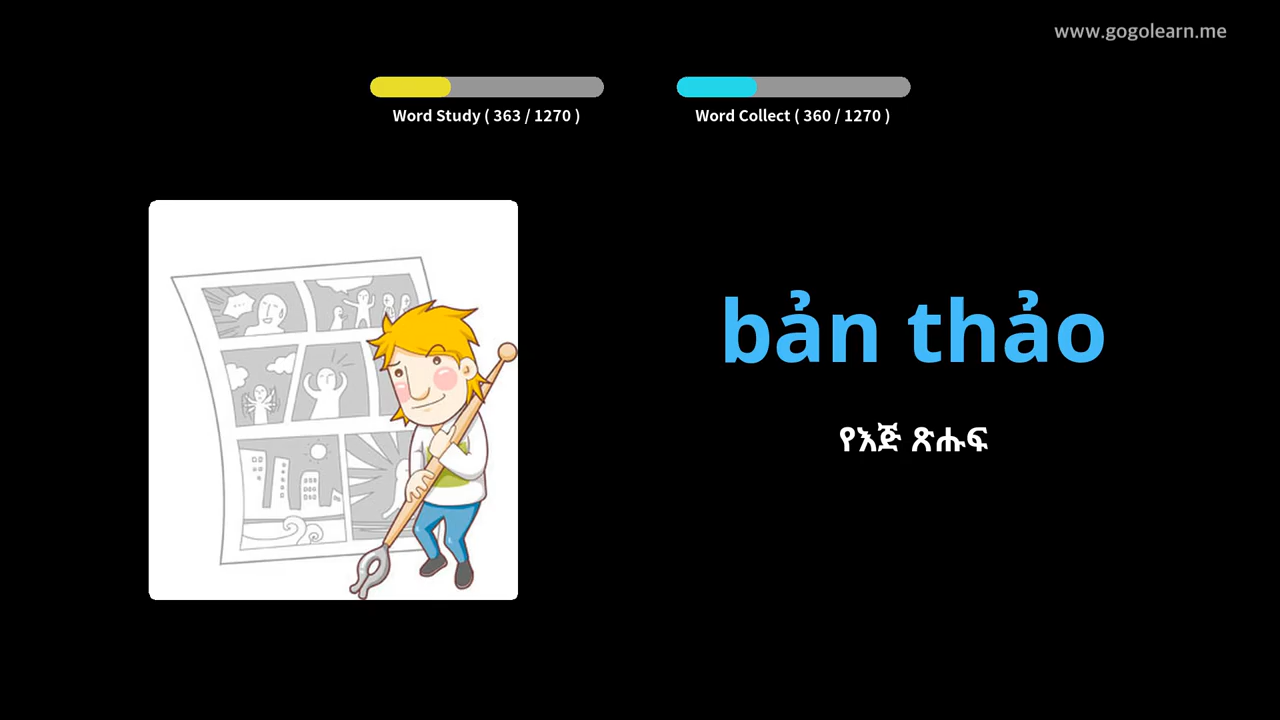 www.gogolearn.me
Word Study ( 363 / 1270 )
Word Collect ( 360 / 1270 )
bản thảo
የእጅ ጽሑፍ